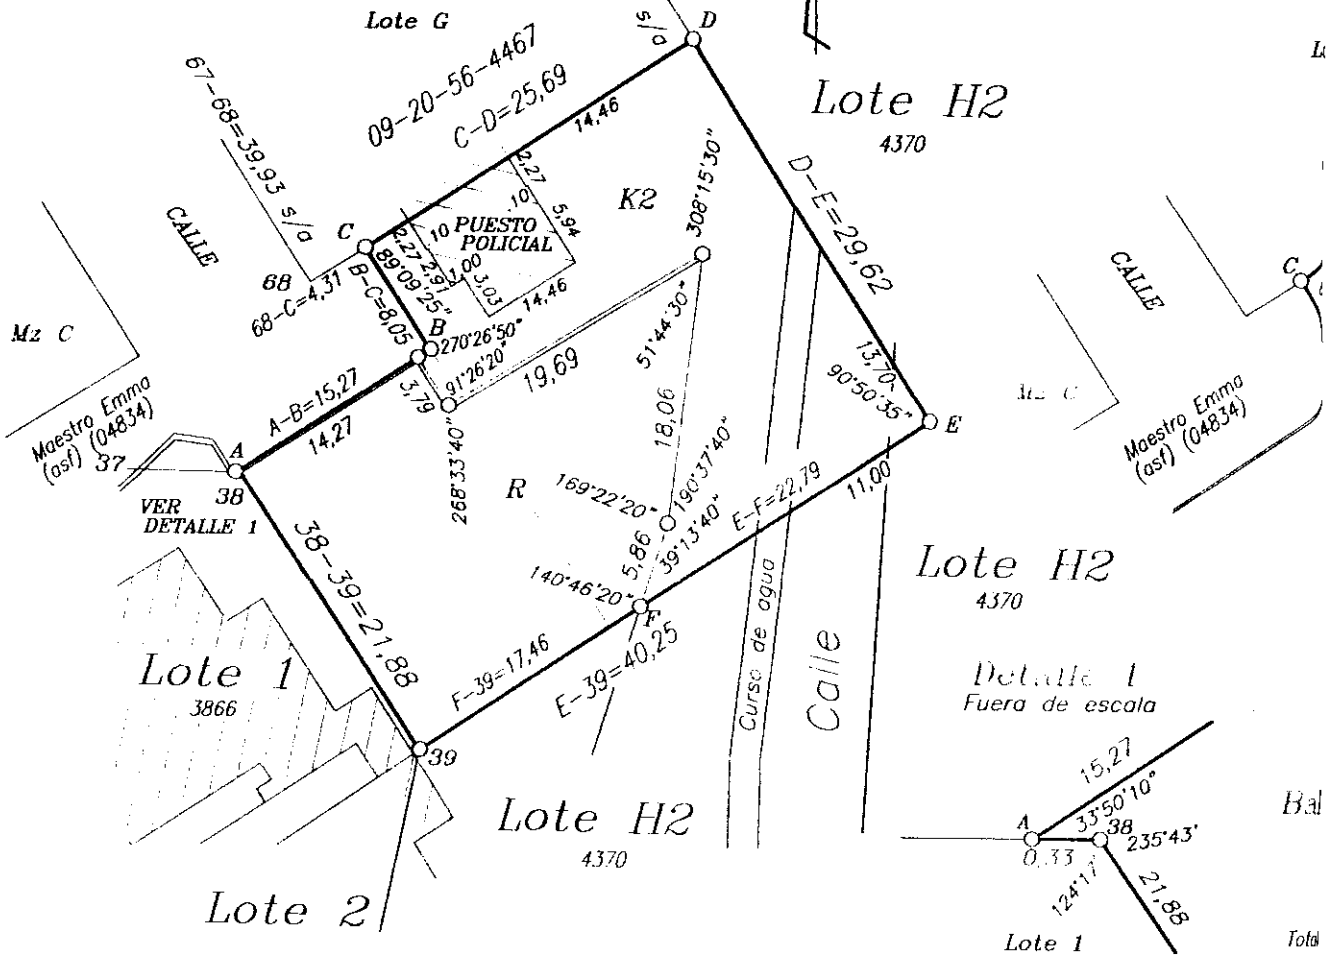 Lote G
s/a
D
67-68=39,93 s/a
09-20-56-4467
C-D=25,69
14,46
Lote H2
4370
D-E=29,62
CALLE
C
68
68-C=4,31
B-C=8,05
89°09'25"
2,27
2,97
10
1,00
3,03
PUESTO
POLICIAL
10
2,27
5,94
14,46
K2
308°15'30"
Mz C
B
270°26'50"
91°26'20"
51°44'30"
19,69
3,79
A-B=15,27
14,27
Maestro Emma
(asf) (04834)
37
A
38
VER
DETALLE 1
268°33'40"
R
18,06
169°22'20"
190°37'40"
39°13'40"
5,86
140°46'20"
13,70
90°50'35"
E
E-F=22,79
11,00
F
38-39=21,88
F-39=17,46
E-39=40,25
39
Lote 1
3866
Lote 2
Lote H2
4370
Curso de agua
Calle
Lote H2
4370
CALLE
C
Mz C
Maestro Emma
(asf) (04834)
Detalle 1
Fuera de escala
15,27
33°50'10"
A
38
0,33
235°43'
124°17'
21,88
Lote 1
Bal
Total